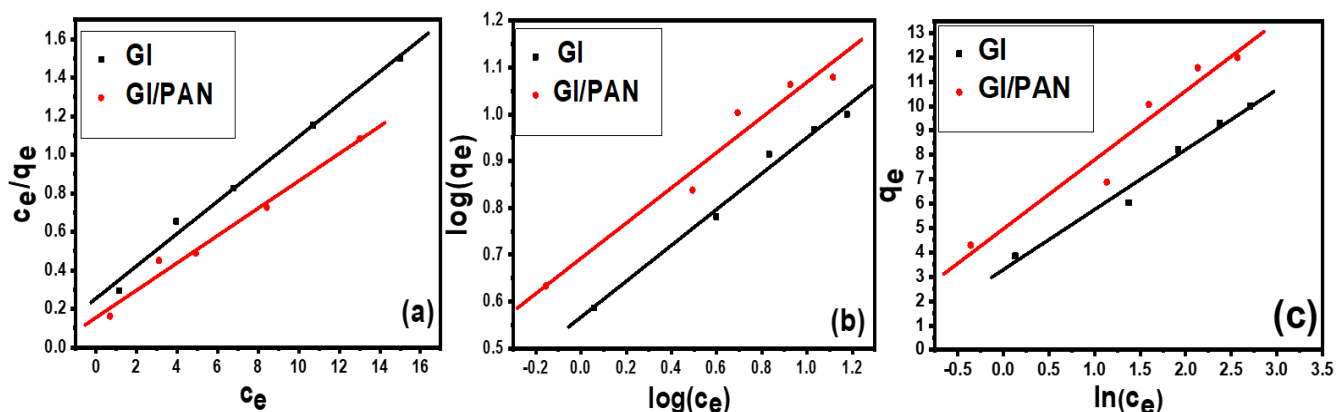 1.6
1.4
1.2
1.0
0.8
0.6
0.4
0.2
0.0
0 2 4 6 8 10 12 14 16
cₑ/qₑ
cₑ
GI
GI/PAN
(a)
1.2
1.1
1.0
0.9
0.8
0.7
0.6
0.5
-0.2 0.0 0.2 0.4 0.6 0.8 1.0 1.2
log(qₑ)
log(cₑ)
GI
GI/PAN
(b)
13
12
11
10
9
8
7
6
5
4
3
2
1
0
-0.5 0.0 0.5 1.0 1.5 2.0 2.5 3.0 3.5
qₑ
ln(cₑ)
GI
GI/PAN
(c)